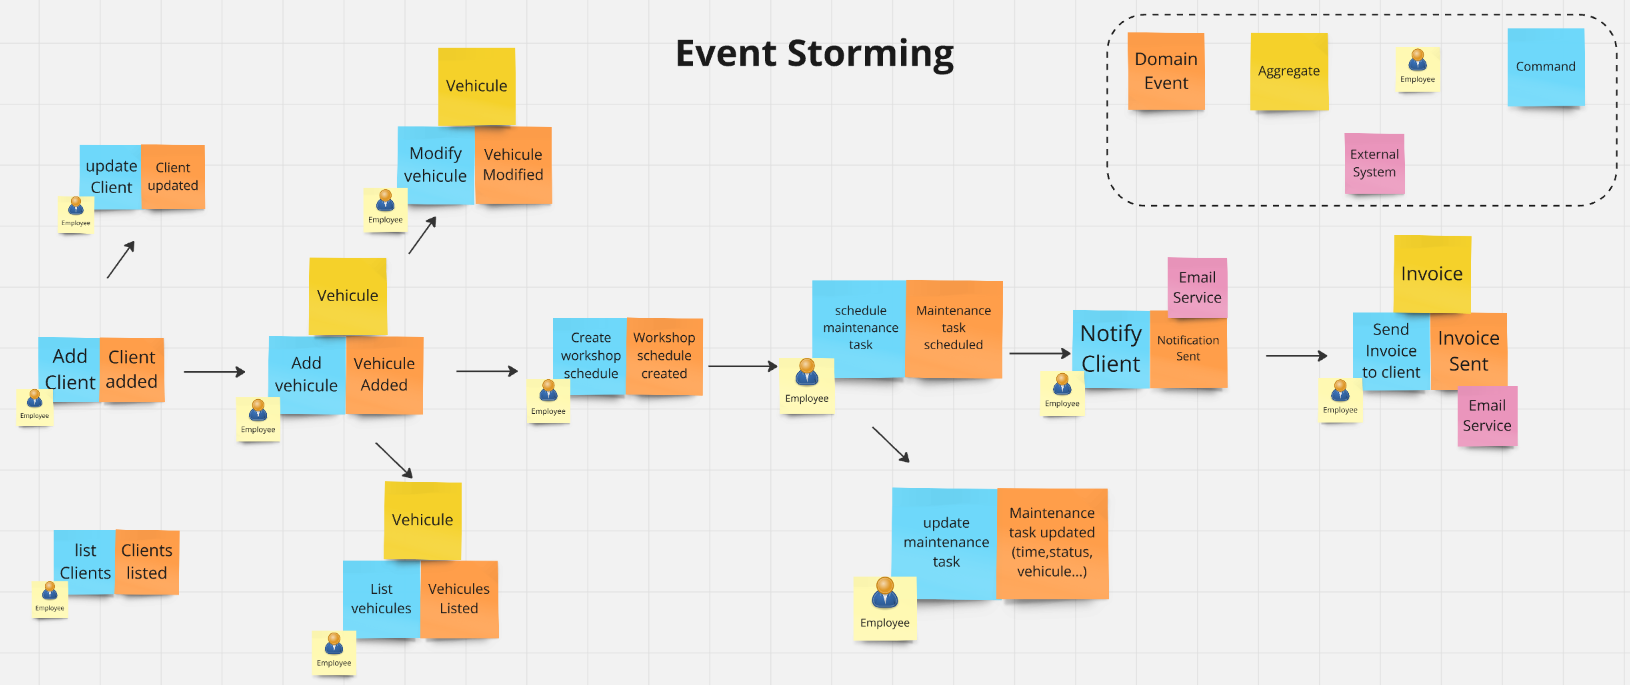 Event Storming
Domain
Event
Aggregate
Employee
Command
External
System
Vehicule
Modify
vehicule
Vehicule
Modified
Employee
update
Client
Client
updated
Employee
Add
Client
Client
added
Employee
Vehicule
Add
vehicule
Vehicule
Added
Employee
Create
workshop
schedule
Workshop
schedule
created
Employee
schedule
maintenance
task
Maintenance
task
scheduled
Employee
Email
Service
Notify
Client
Notification
Sent
Employee
Invoice
Send
Invoice
to client
Invoice
Sent
Employee
Email
Service
list
Clients
Clients
listed
Employee
Vehicule
List
vehicules
Vehicules
Listed
Employee
update
maintenance
task
Maintenance
task updated
(time,status,
vehicule...)
Employee